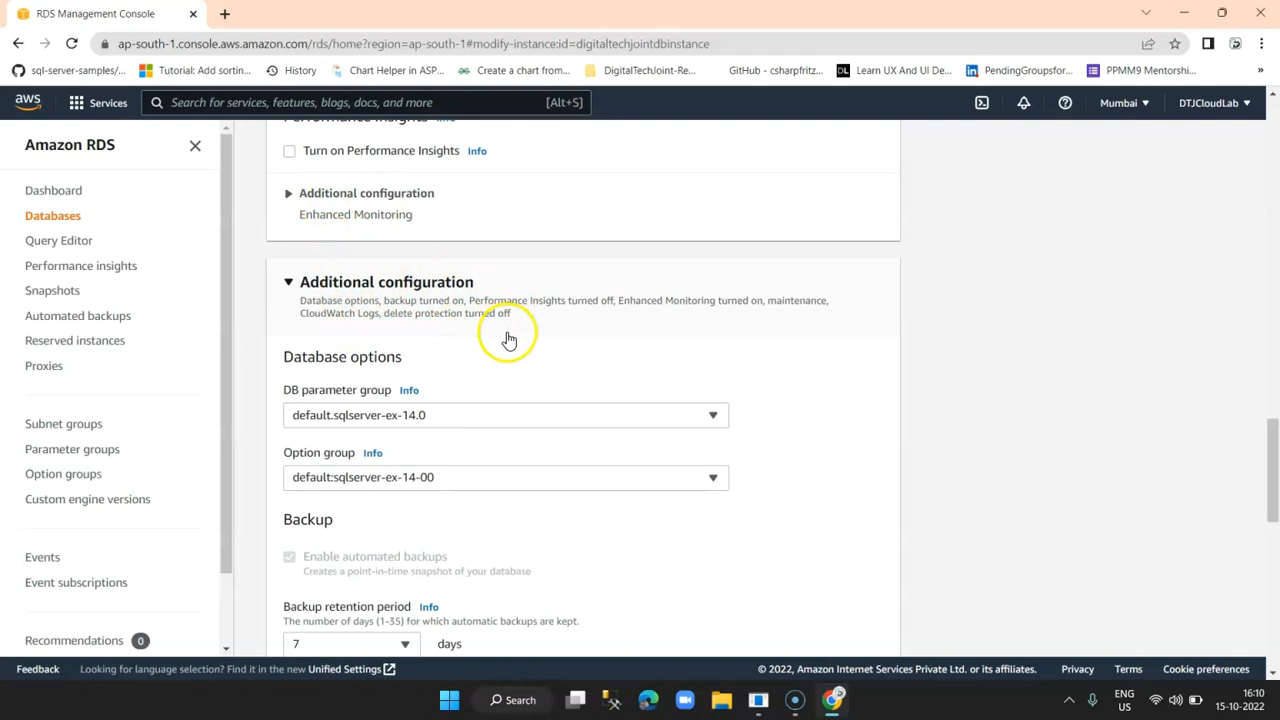 RDS Management Console
ap-south-1.console.aws.amazon.com/rds/home?region=ap-south-1#modify-instance:id=digitaltechjointdbinstance
sql-server-samples/...
Tutorial: Add sortin...
History
Chart Helper in ASP...
Create a chart from...
DigitalTechJoint-Re...
GitHub - csharpfritz...
Learn UX And UI De...
PendingGroupsfor...
PPMM9 Mentorshi...
»
aws
Services
Search for services, features, blogs, docs, and more
[Alt+S]
Mumbai
DTJCloudLab
Amazon RDS
Dashboard
Databases
Query Editor
Performance insights
Snapshots
Automated backups
Reserved instances
Proxies
Subnet groups
Parameter groups
Option groups
Custom engine versions
Events
Event subscriptions
Recommendations 0
Performance Insights Info
Turn on Performance Insights Info
Additional configuration
Enhanced Monitoring
Additional configuration
Database options, backup turned on, Performance Insights turned off, Enhanced Monitoring turned on, maintenance,
CloudWatch Logs, delete protection turned off
Database options
DB parameter group Info
default.sqlserver-ex-14.0
Option group Info
default:sqlserver-ex-14-00
Backup
Enable automated backups
Creates a point-in-time snapshot of your database
Backup retention period Info
The number of days (1-35) for which automatic backups are kept.
7 days
Feedback
Looking for language selection? Find it in the new Unified Settings
© 2022, Amazon Internet Services Private Ltd. or its affiliates.
Privacy
Terms
Cookie preferences
Search
ENG
US
16:10
15-10-2022